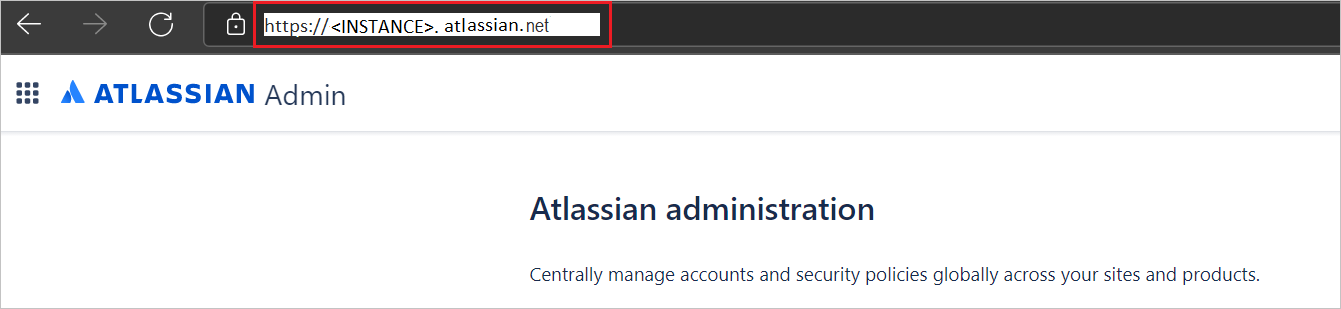 https://<INSTANCE>. atlassian.net
ATLASSIAN Admin
Atlassian administration
Centrally manage accounts and security policies globally across your sites and products.